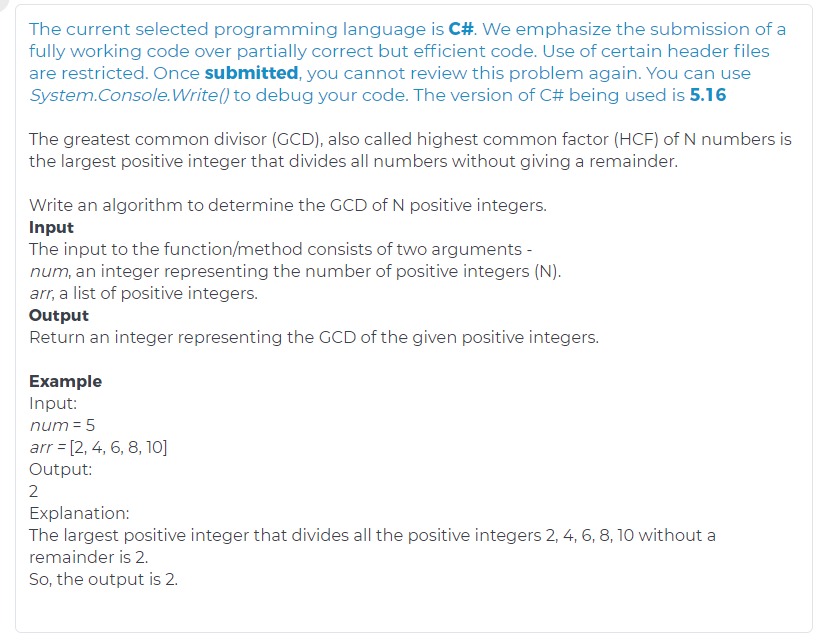 The current selected programming language is C#. We emphasize the submission of a
fully working code over partially correct but efficient code. Use of certain header files
are restricted. Once submitted, you cannot review this problem again. You can use
System.Console.Write() to debug your code. The version of C# being used is 5.16
The greatest common divisor (GCD), also called highest common factor (HCF) of N numbers is
the largest positive integer that divides all numbers without giving a remainder.
Write an algorithm to determine the GCD of N positive integers.
Input
The input to the function/method consists of two arguments -
num, an integer representing the number of positive integers (N).
arr, a list of positive integers.
Output
Return an integer representing the GCD of the given positive integers.
Example
Input:
num = 5
arr = [2, 4, 6, 8, 10]
Output:
2
Explanation:
The largest positive integer that divides all the positive integers 2, 4, 6, 8, 10 without a
remainder is 2.
So, the output is 2.